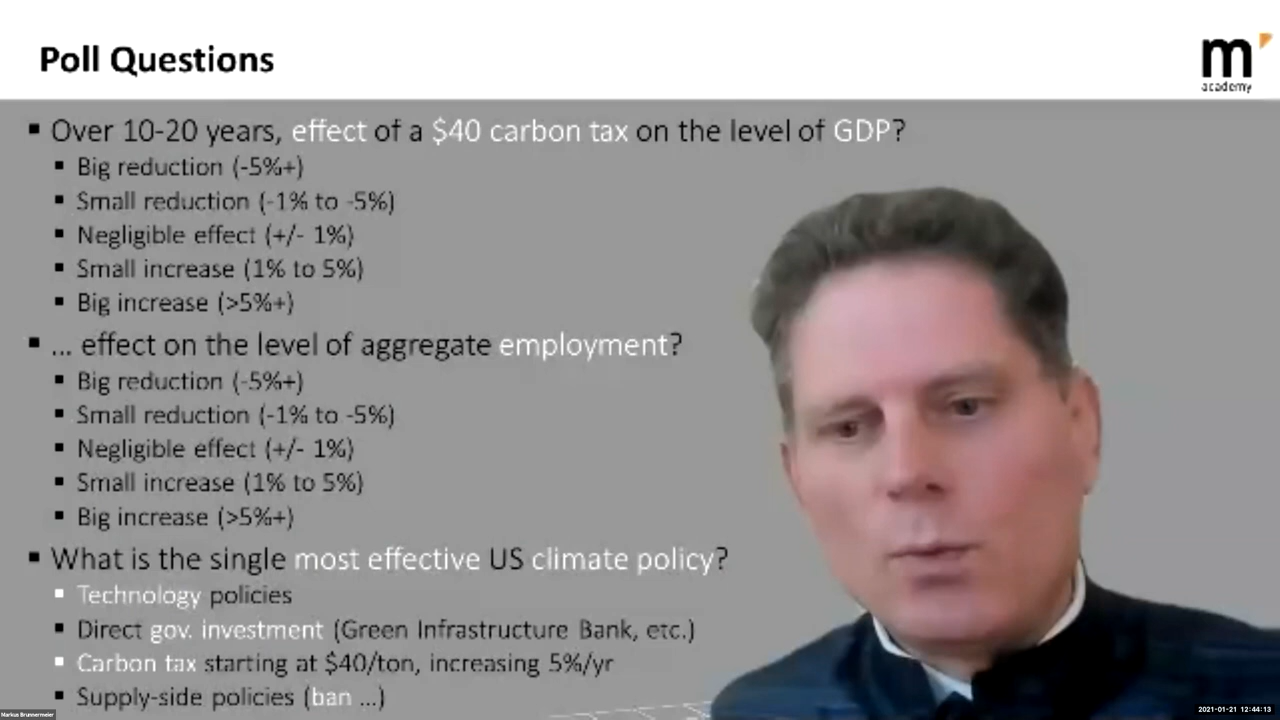 Poll Questions
m'
academy
▪ Over 10-20 years, effect of a $40 carbon tax on the level of GDP?
▪ Big reduction (-5%+)
▪ Small reduction (-1% to -5%)
▪ Negligible effect (+/- 1%)
▪ Small increase (1% to 5%)
▪ Big increase (>5%+)
▪ ... effect on the level of aggregate employment?
▪ Big reduction (-5%+)
▪ Small reduction (-1% to -5%)
▪ Negligible effect (+/- 1%)
▪ Small increase (1% to 5%)
▪ Big increase (>5%+)
▪ What is the single most effective US climate policy?
▪ Technology policies
▪ Direct gov. investment (Green Infrastructure Bank, etc.)
▪ Carbon tax starting at $40/ton, increasing 5%/yr
▪ Supply-side policies (ban ...)
Markus Brunnermeier
2021-01-21 12:44:13